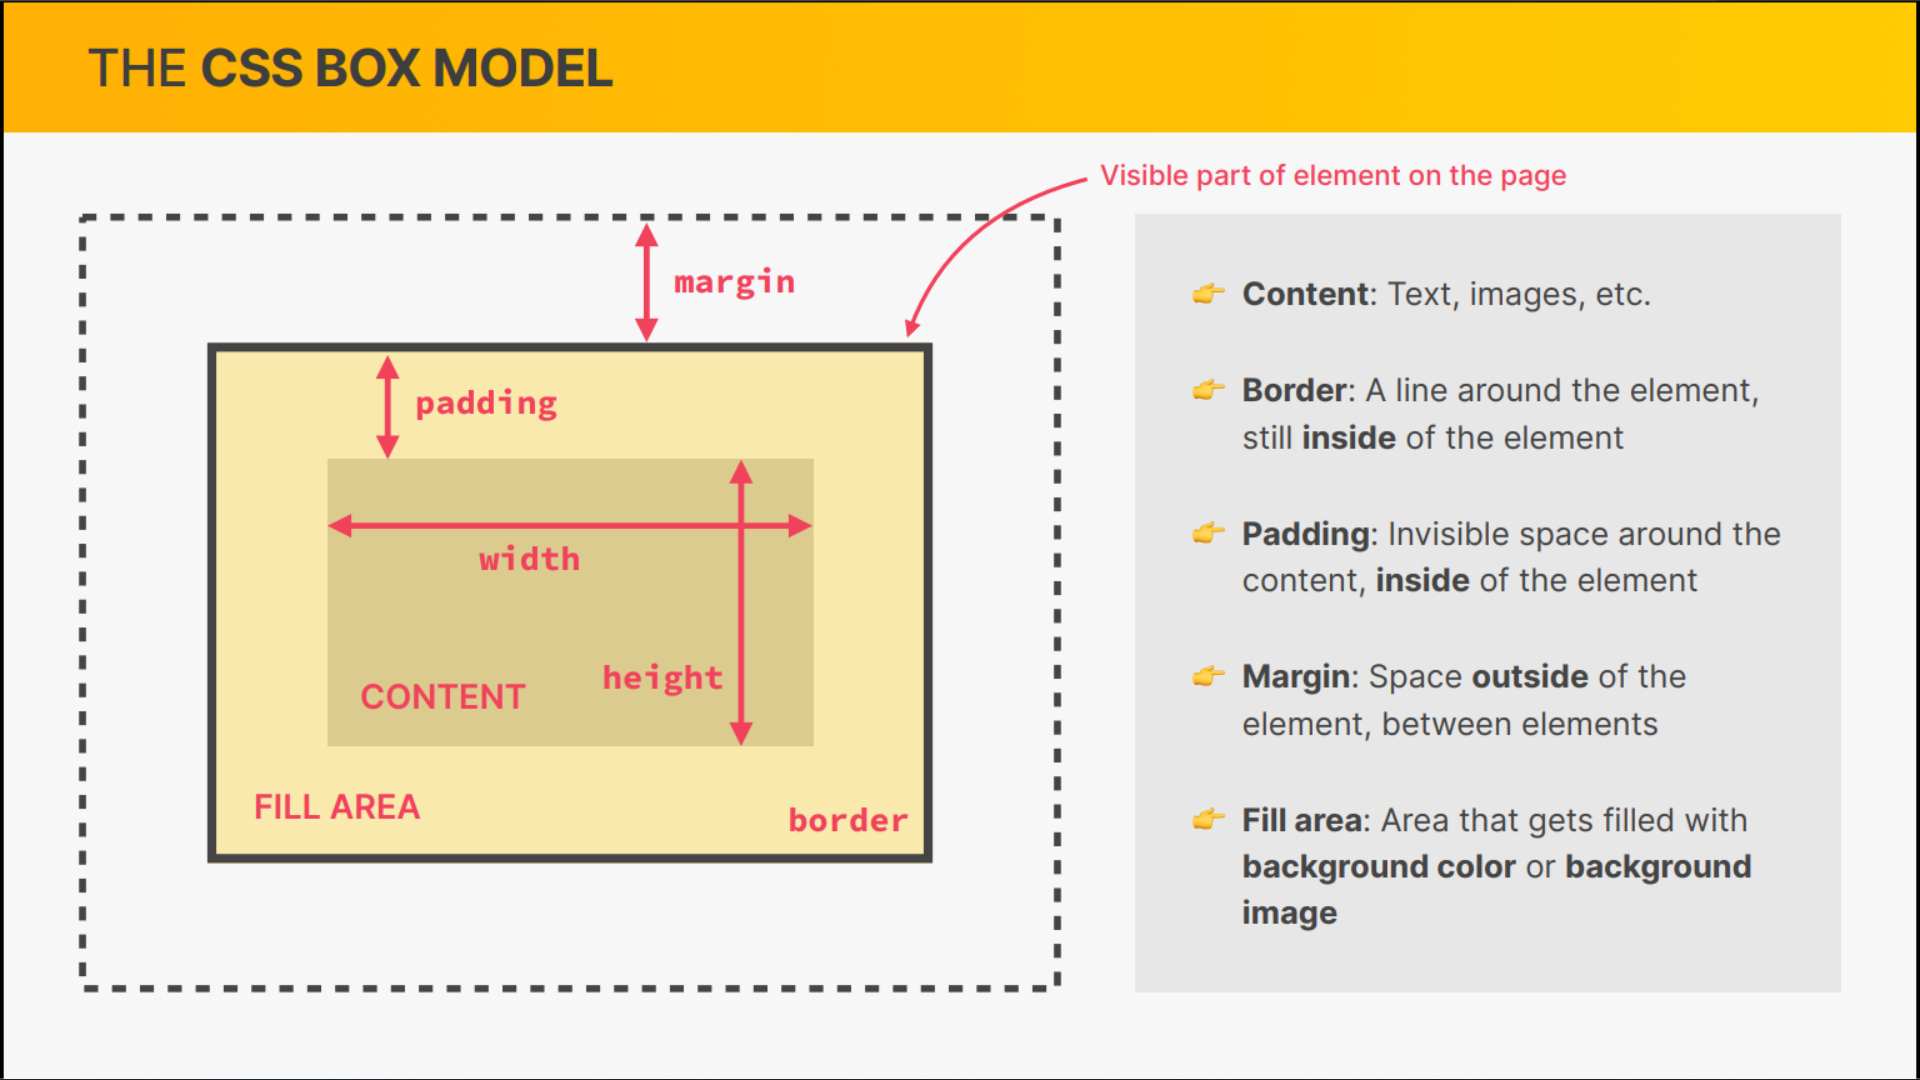 THE CSS BOX MODEL
Visible part of element on the page
margin
padding
width
height
CONTENT
FILL AREA
border
👉 Content: Text, images, etc.
👉 Border: A line around the element,
still inside of the element
👉 Padding: Invisible space around the
content, inside of the element
👉 Margin: Space outside of the
element, between elements
👉 Fill area: Area that gets filled with
background color or background
image